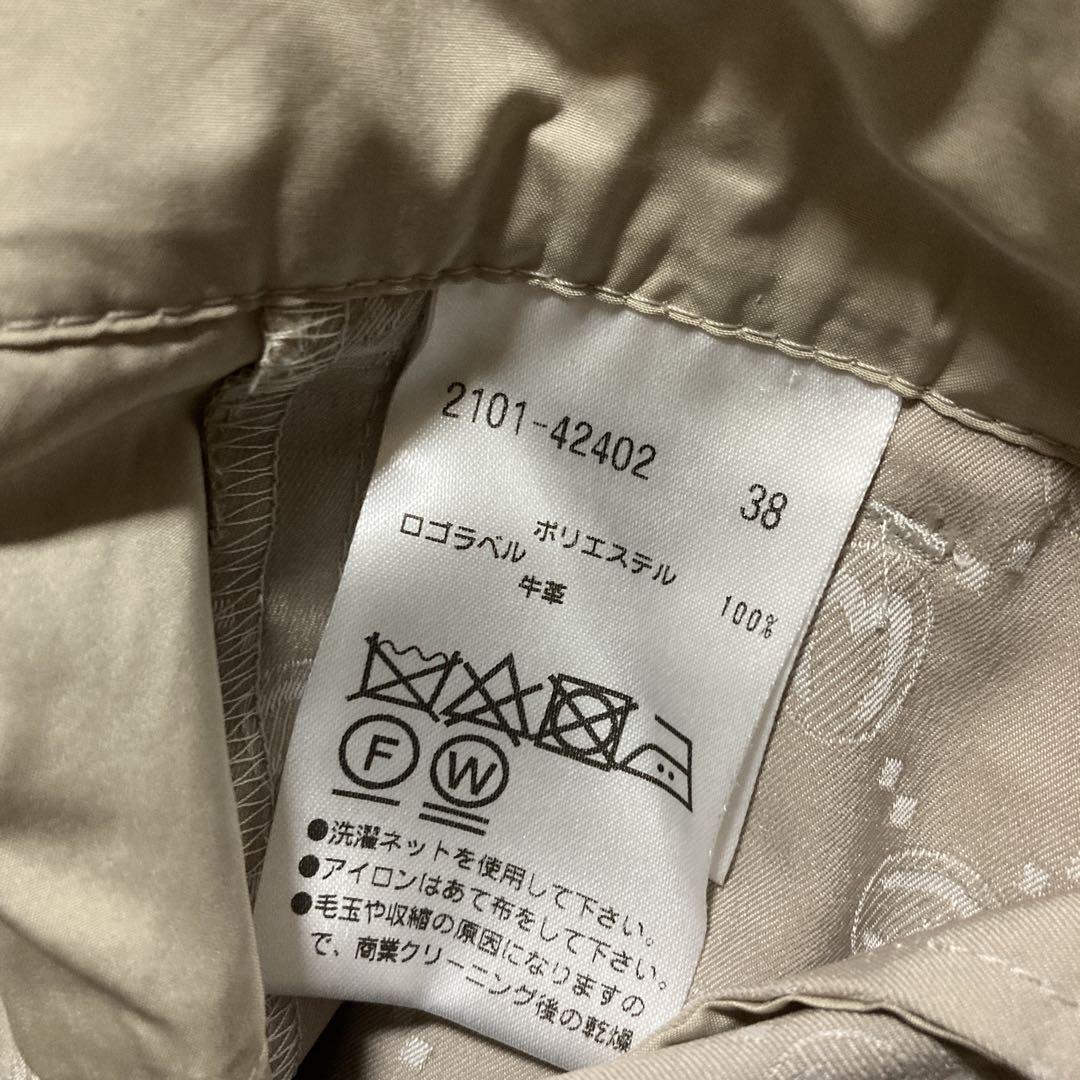 2101-42402 38
ポリエステル 100%
ロゴラベル
牛革
F W
●洗濯ネットを使用して下さい。
●アイロンはあて布をして下さい。
●毛玉や収縮の原因になりますの
で、商業クリーニング後の乾燥